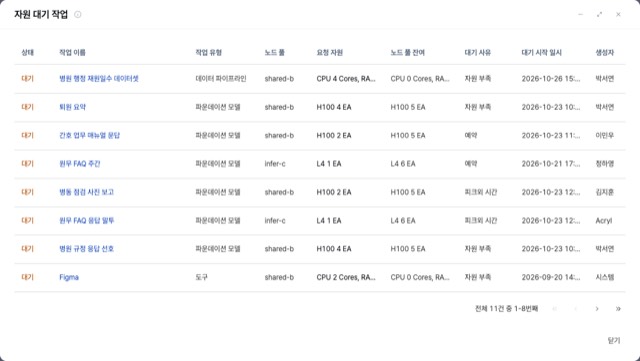 자원 대기 작업
상태 작업 이름 작업 유형 노드 풀 요청 자원 노드 풀 잔여 대기 사유 대기 시작 일시 생성자
대기 병원 행정 재원일수 데이터셋 데이터 파이프라인 shared-b CPU 4 Cores, RA... CPU 0 Cores, RA... 자원 부족 2026-10-26 15:... 박서연
대기 퇴원 요약 파운데이션 모델 shared-b H100 4 EA H100 5 EA 자원 부족 2026-10-23 10:... 박서연
대기 간호 업무 매뉴얼 문답 파운데이션 모델 shared-b H100 2 EA H100 5 EA 예약 2026-10-23 11:... 이민우
대기 원무 FAQ 주간 파운데이션 모델 infer-c L4 1 EA L4 6 EA 예약 2026-10-21 17:... 정하영
대기 병동 점검 사진 보고 파운데이션 모델 shared-b H100 2 EA H100 5 EA 피크외 시간 2026-10-23 12:... 김지훈
대기 원무 FAQ 응답 말투 파운데이션 모델 infer-c L4 1 EA L4 6 EA 피크외 시간 2026-10-23 12:... Acryl
대기 병원 규정 응답 선호 파운데이션 모델 shared-b H100 4 EA H100 5 EA 자원 부족 2026-10-23 10:... 박서연
대기 Figma 도구 shared-b CPU 2 Cores, RA... CPU 0 Cores, RA... 자원 부족 2026-09-20 14:... 시스템
전체 11건 중 1-8번째
닫기